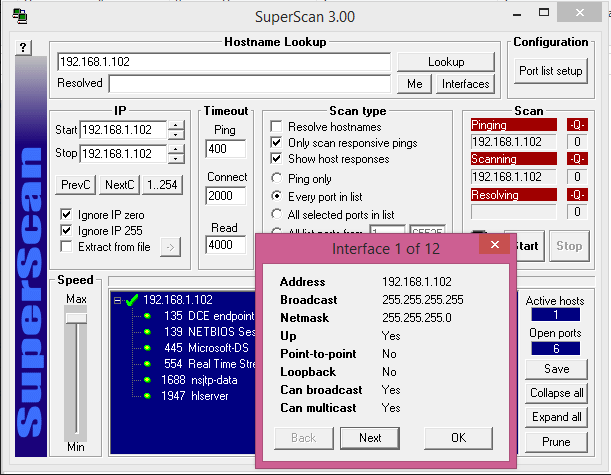 SuperScan 3.00
?
SuperScan
Hostname Lookup
192.168.1.102
Lookup
Resolved
Me
Interfaces
Configuration
Port list setup
IP
Start 192.168.1.102
Stop 192.168.1.102
PrevC NextC 1..254
Ignore IP zero
Ignore IP 255
Extract from file ->
Timeout
Ping
400
Connect
2000
Read
4000
Scan type
Resolve hostnames
Only scan responsive pings
Show host responses
Ping only
Every port in list
All selected ports in list
Scan
Pinging -Q-
192.168.1.102 0
Scanning -Q-
192.168.1.102 0
Resolving -Q-
0
Start Stop
Speed
Max
Min
192.168.1.102
135 DCE endpoint
139 NETBIOS Ses
445 Microsoft-DS
554 Real Time Stre
1688 nsjtp-data
1947 hlserver
Active hosts
1
Open ports
6
Save
Collapse all
Expand all
Prune
Interface 1 of 12
Address 192.168.1.102
Broadcast 255.255.255.255
Netmask 255.255.255.0
Up Yes
Point-to-point No
Loopback No
Can broadcast Yes
Can multicast Yes
Back Next OK